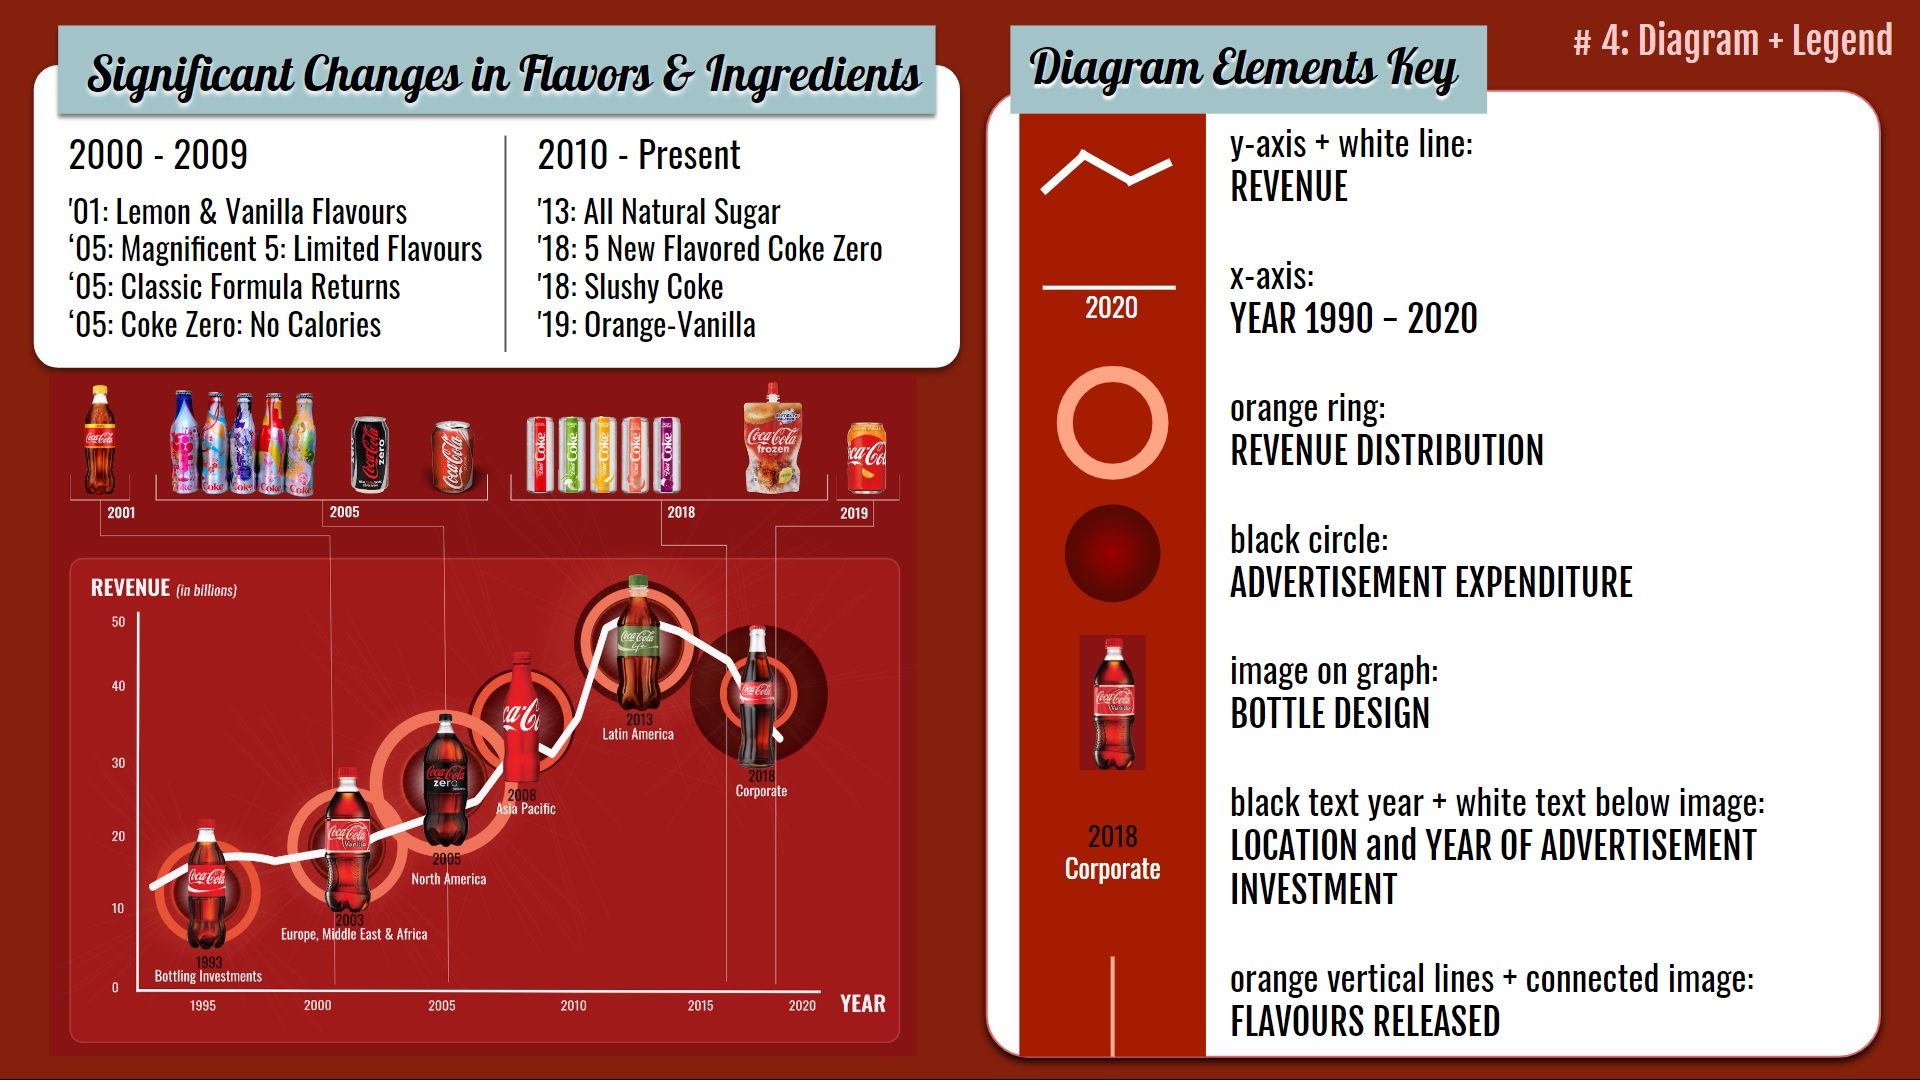 # 4: Diagram + Legend
Significant Changes in Flavors & Ingredients
2000 - 2009
'01: Lemon & Vanilla Flavours
‘05: Magnificent 5: Limited Flavours
‘05: Classic Formula Returns
‘05: Coke Zero: No Calories
2010 - Present
'13: All Natural Sugar
'18: 5 New Flavored Coke Zero
'18: Slushy Coke
'19: Orange-Vanilla
2001
2005
2018
2019
REVENUE (in billions)
50
40
30
20
10
0
1993
Bottling Investments
2003
Europe, Middle East & Africa
2005
North America
2008
Asia Pacific
2013
Latin America
2018
Corporate
1995
2000
2005
2010
2015
2020
YEAR
Diagram Elements Key
y-axis + white line:
REVENUE
2020
x-axis:
YEAR 1990 – 2020
orange ring:
REVENUE DISTRIBUTION
black circle:
ADVERTISEMENT EXPENDITURE
image on graph:
BOTTLE DESIGN
2018
Corporate
black text year + white text below image:
LOCATION and YEAR OF ADVERTISEMENT
INVESTMENT
orange vertical lines + connected image:
FLAVOURS RELEASED